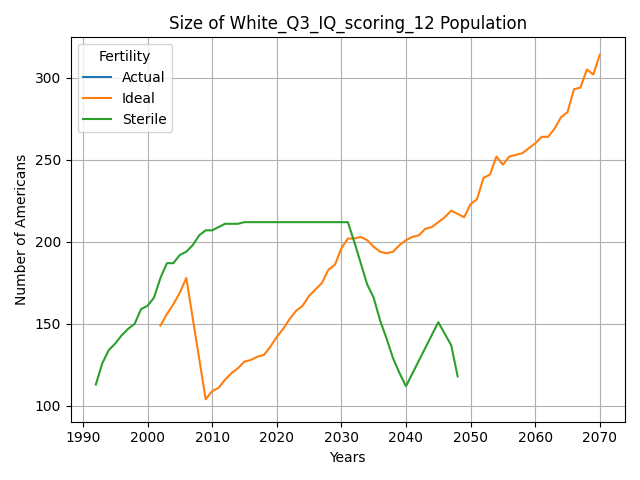 Size of White_Q3_IQ_scoring_12 Population
Fertility
Actual
Ideal
Sterile
Number of Americans
300
250
200
150
100
1990 2000 2010 2020 2030 2040 2050 2060 2070
Years